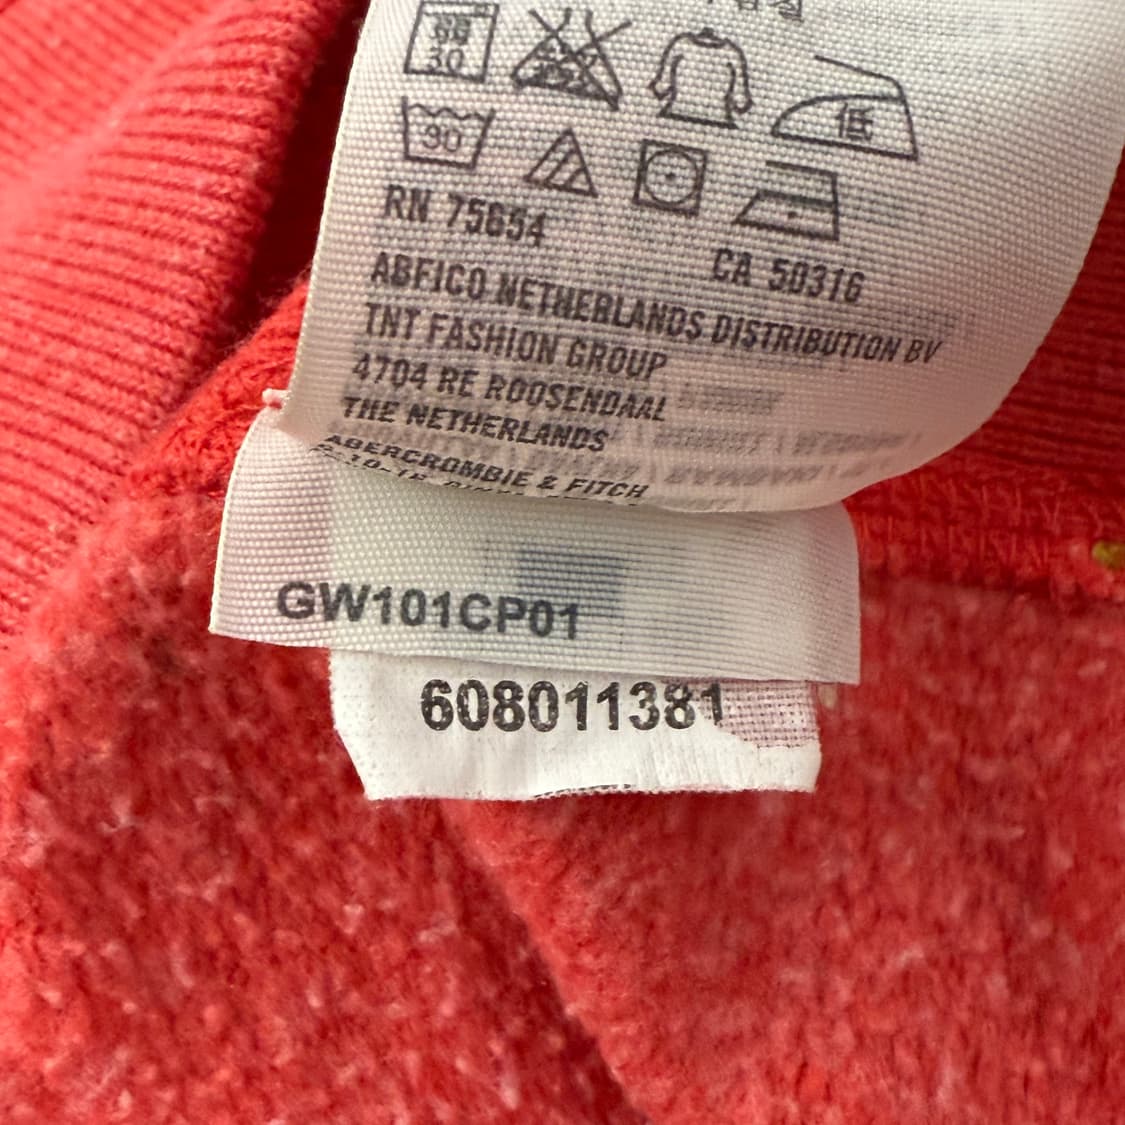 30
30
RN 75654
CA 50316
ABFICO NETHERLANDS DISTRIBUTION BV
TNT FASHION GROUP
4704 RE ROOSENDAAL
THE NETHERLANDS
ABERCROMBIE & FITCH
GW101CP01
608011381